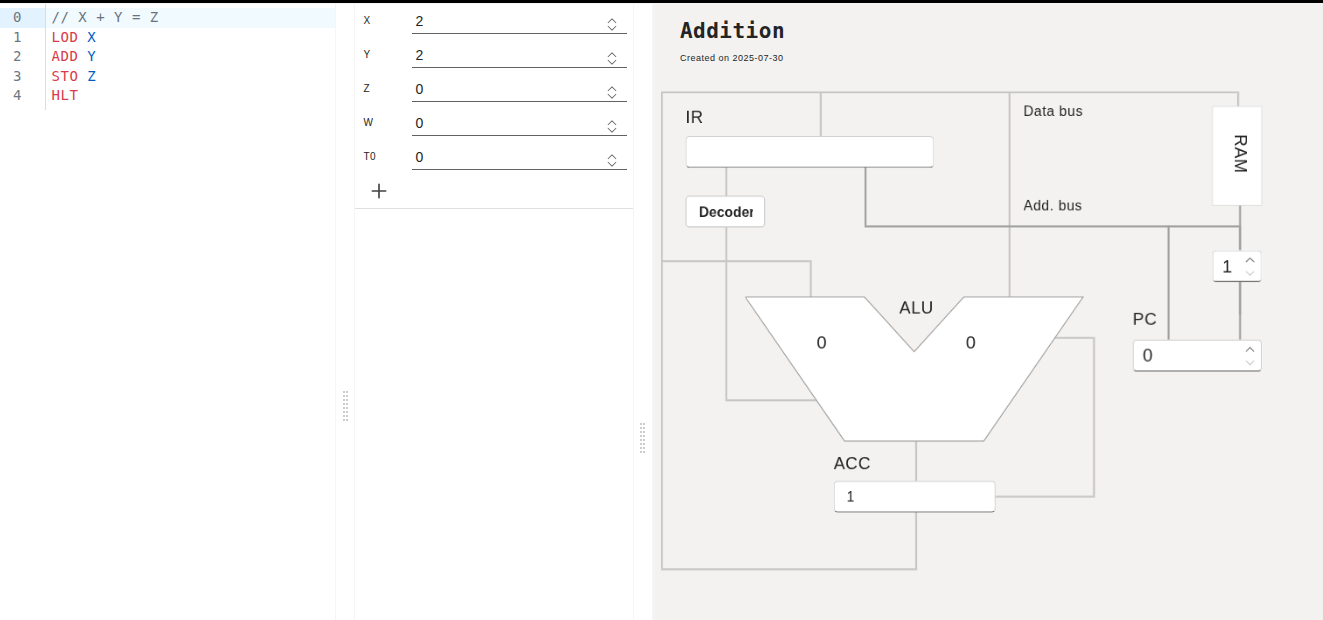 0 // X + Y = Z
1 LOD X
2 ADD Y
3 STO Z
4 HLT
X 2
Y 2
Z 0
W 0
T0 0
+
Addition
Created on 2025-07-30
IR
Data bus
RAM
Decoder
Add. bus
1
ALU
0 0
PC
0
ACC
1